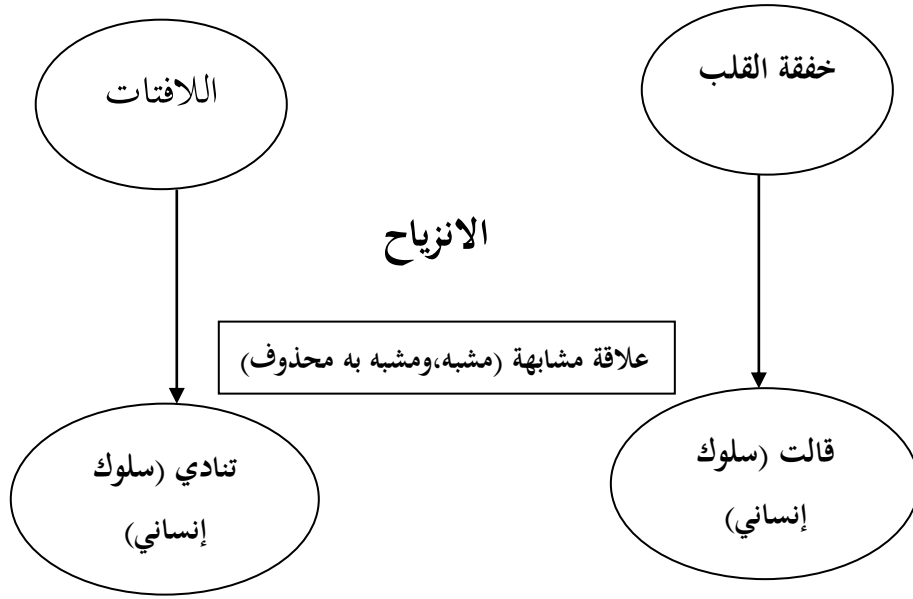 خفقة القلب
اللافتات
الانزياح
علاقة مشابهة (مشبه،ومشبه به محذوف)
قالت (سلوك
إنساني)
تنادي (سلوك
إنساني)